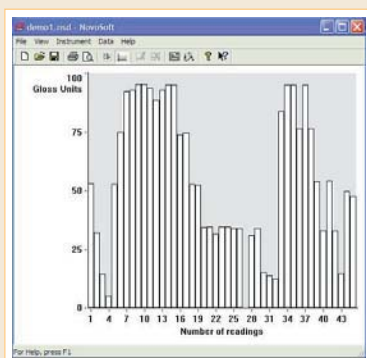 demo1.nsd - NovoSoft
File View Instrument Data Help
100
Gloss Units
75
50
25
0
1 4 7 10 13 16 19 22 25 28 31 34 37 40 43
Number of readings
For Help, press F1